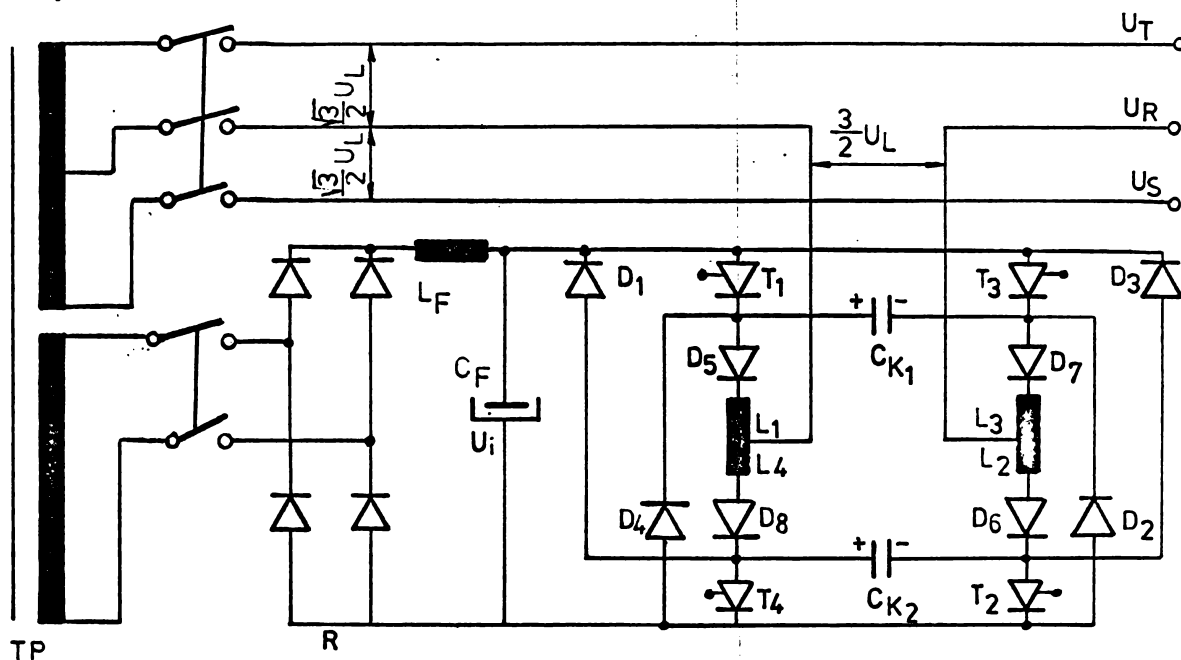 U_T
√3/2 U_L
U_R
3/2 U_L
√3/2 U_L
U_S
L_F
D_1
T_1
T_3
D_3
C_F
D_5
C_K1
D_7
U_i
L_1
L_3
L_4
L_2
D_4
D_8
D_6
D_2
T_4
C_K2
T_2
R
TP